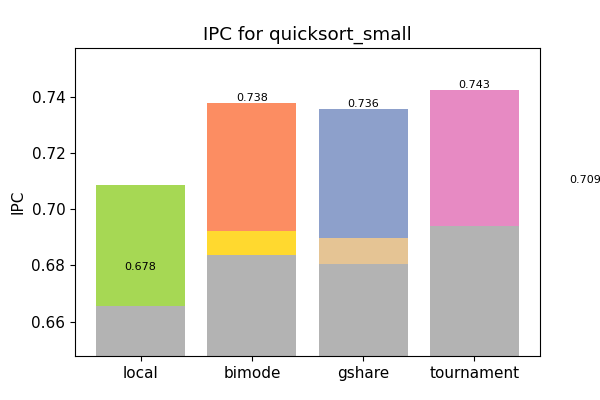 IPC for quicksort_small
IPC
0.74
0.72
0.70
0.68
0.66
0.678
0.738
0.736
0.743
0.709
local
bimode
gshare
tournament